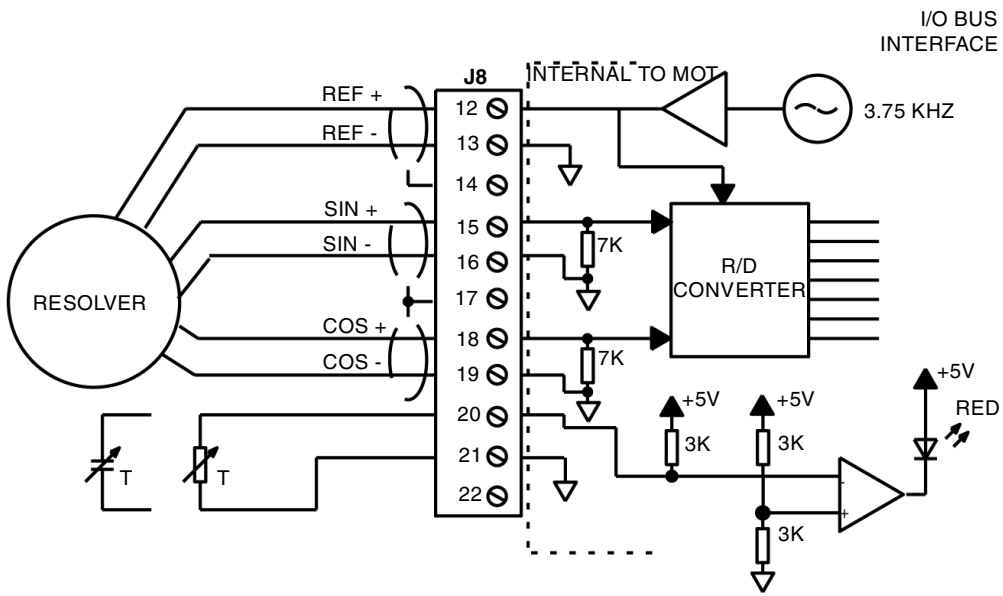 I/O BUS
INTERFACE
J8
INTERNAL TO MOT
REF +
12
3.75 KHZ
REF -
13
14
SIN +
15
SIN -
16
7K
R/D
CONVERTER
RESOLVER
17
COS +
18
COS -
19
7K
+5V
20
+5V
+5V
RED
3K
3K
T
T
21
-
22
+
3K